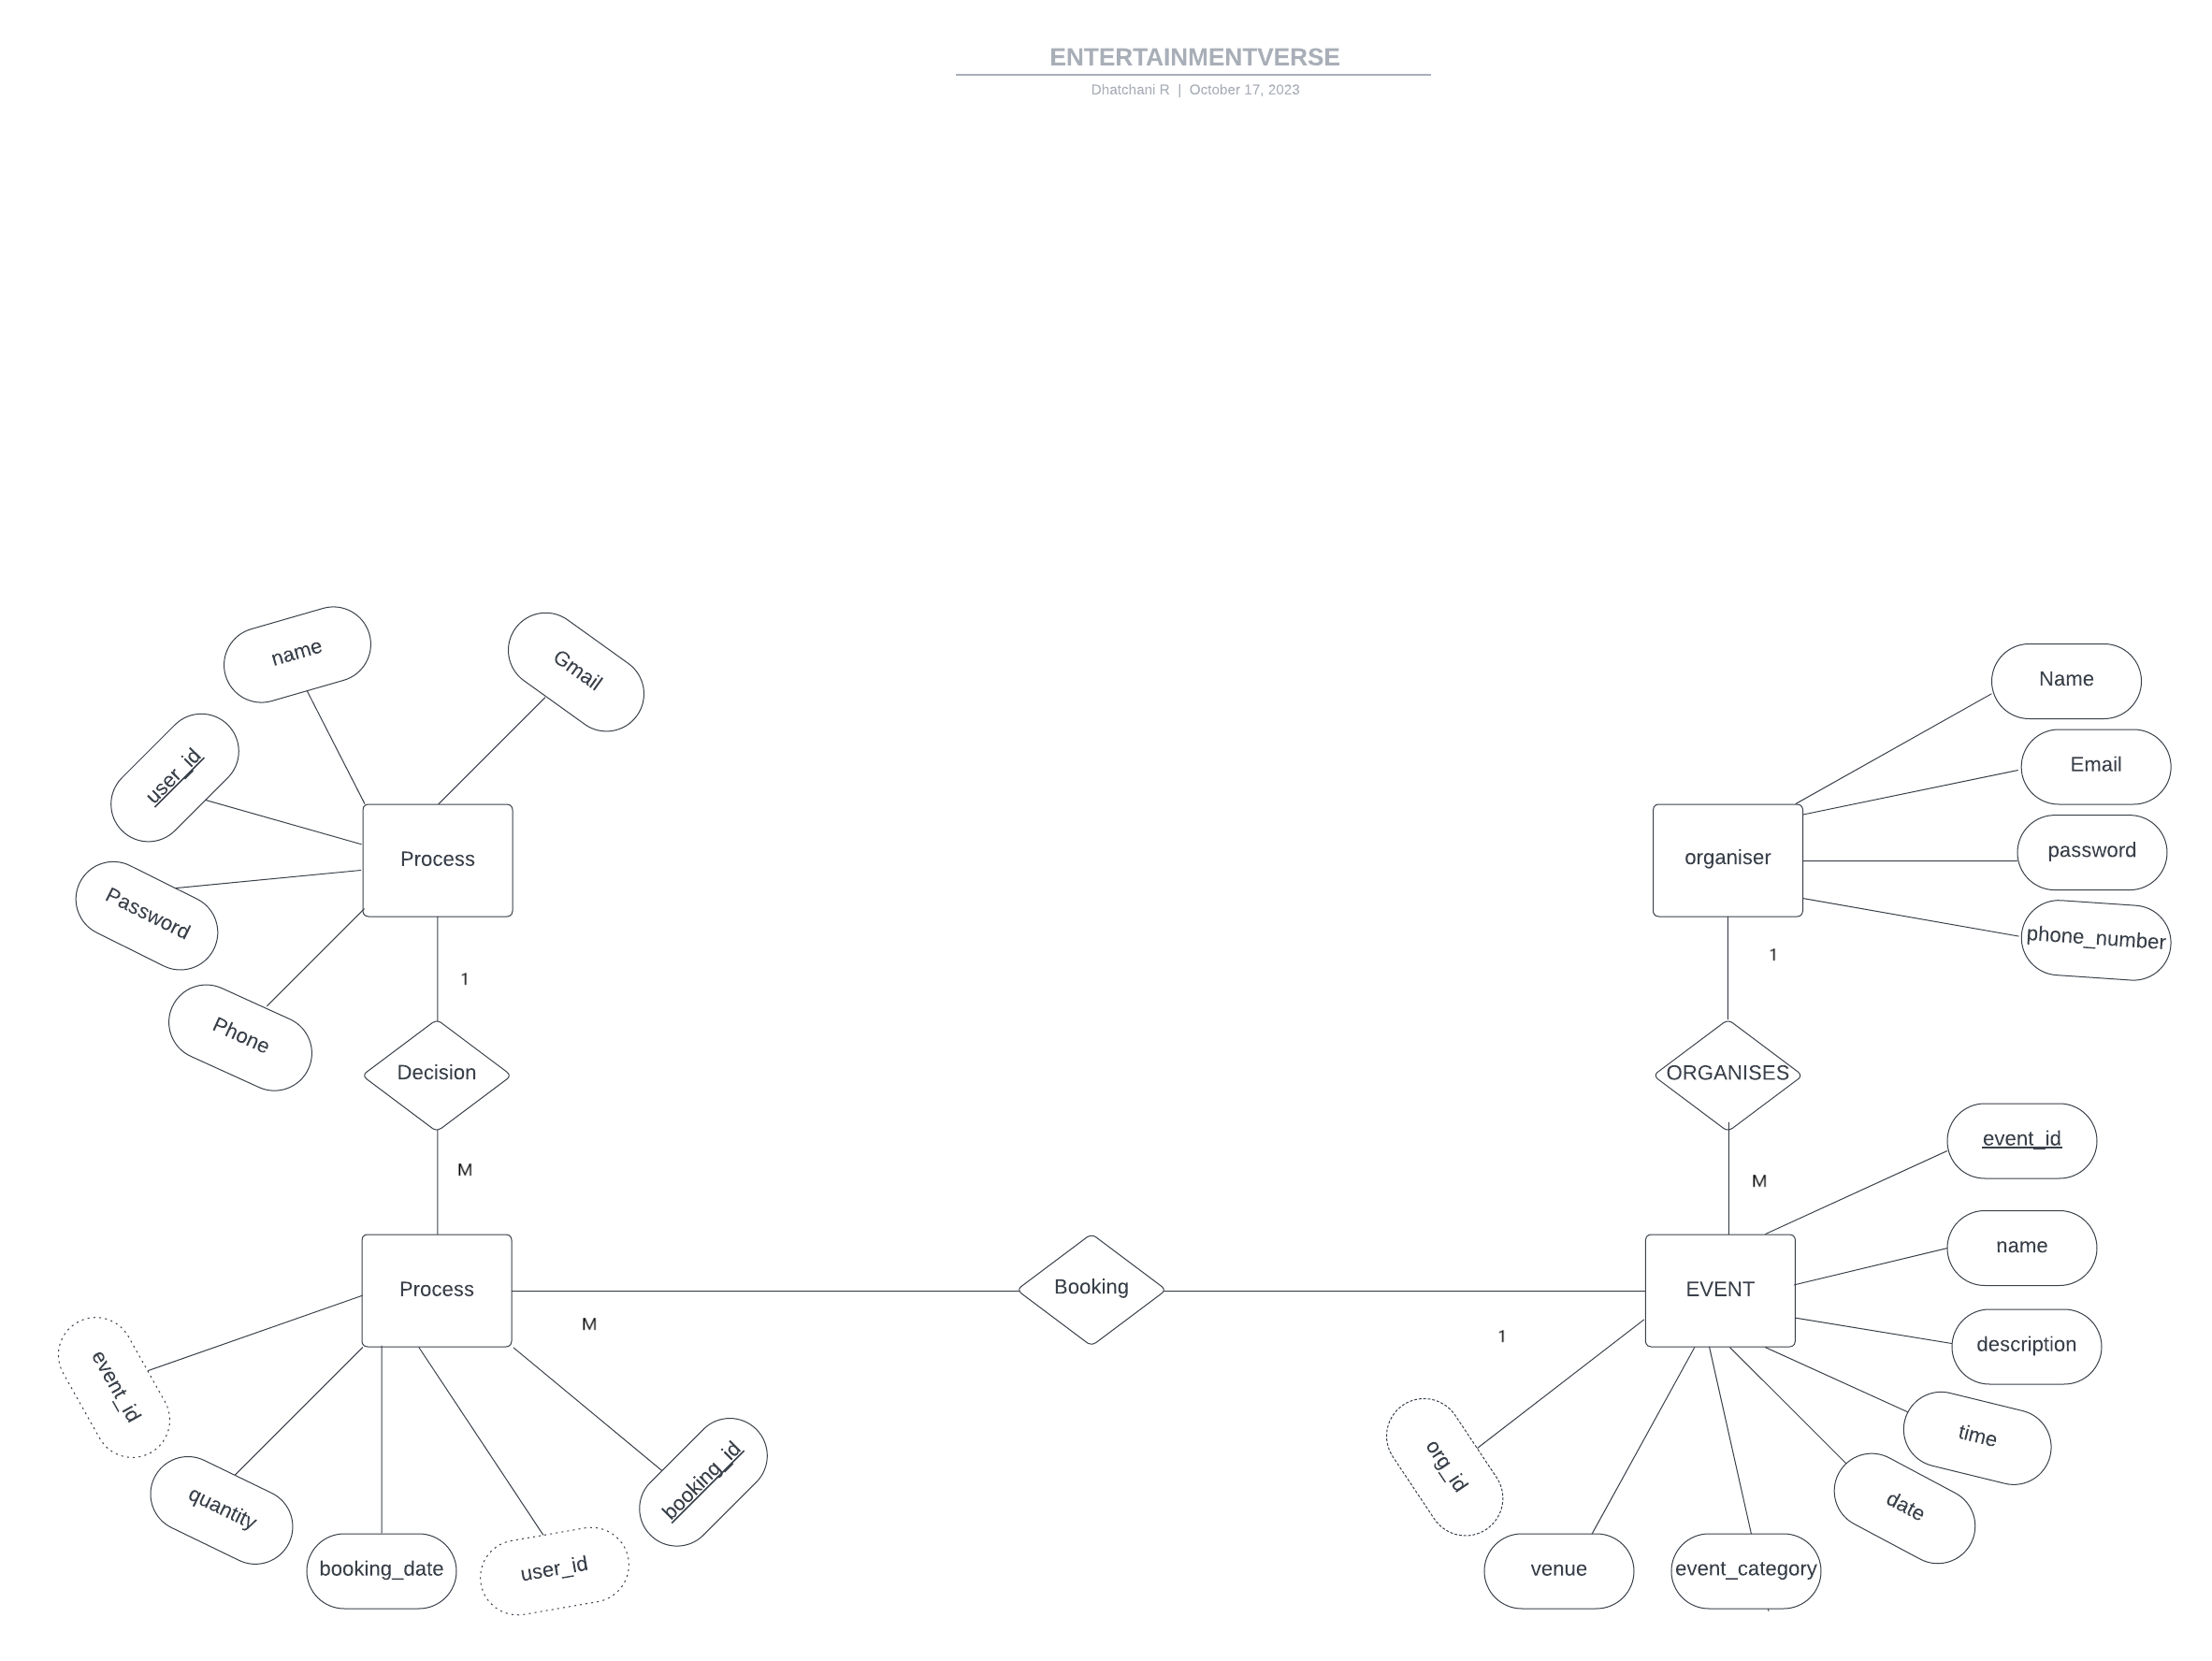 ENTERTAINMENTVERSE
Dhatchani R | October 17, 2023
name
Gmail
user_id
Password
Phone
Process
1
Decision
M
Process
event_id
quantity
booking_date
user_id
booking_id
M
Booking
1
Name
Email
password
phone_number
organiser
1
ORGANISES
M
EVENT
event_id
name
description
time
date
event_category
venue
org_id